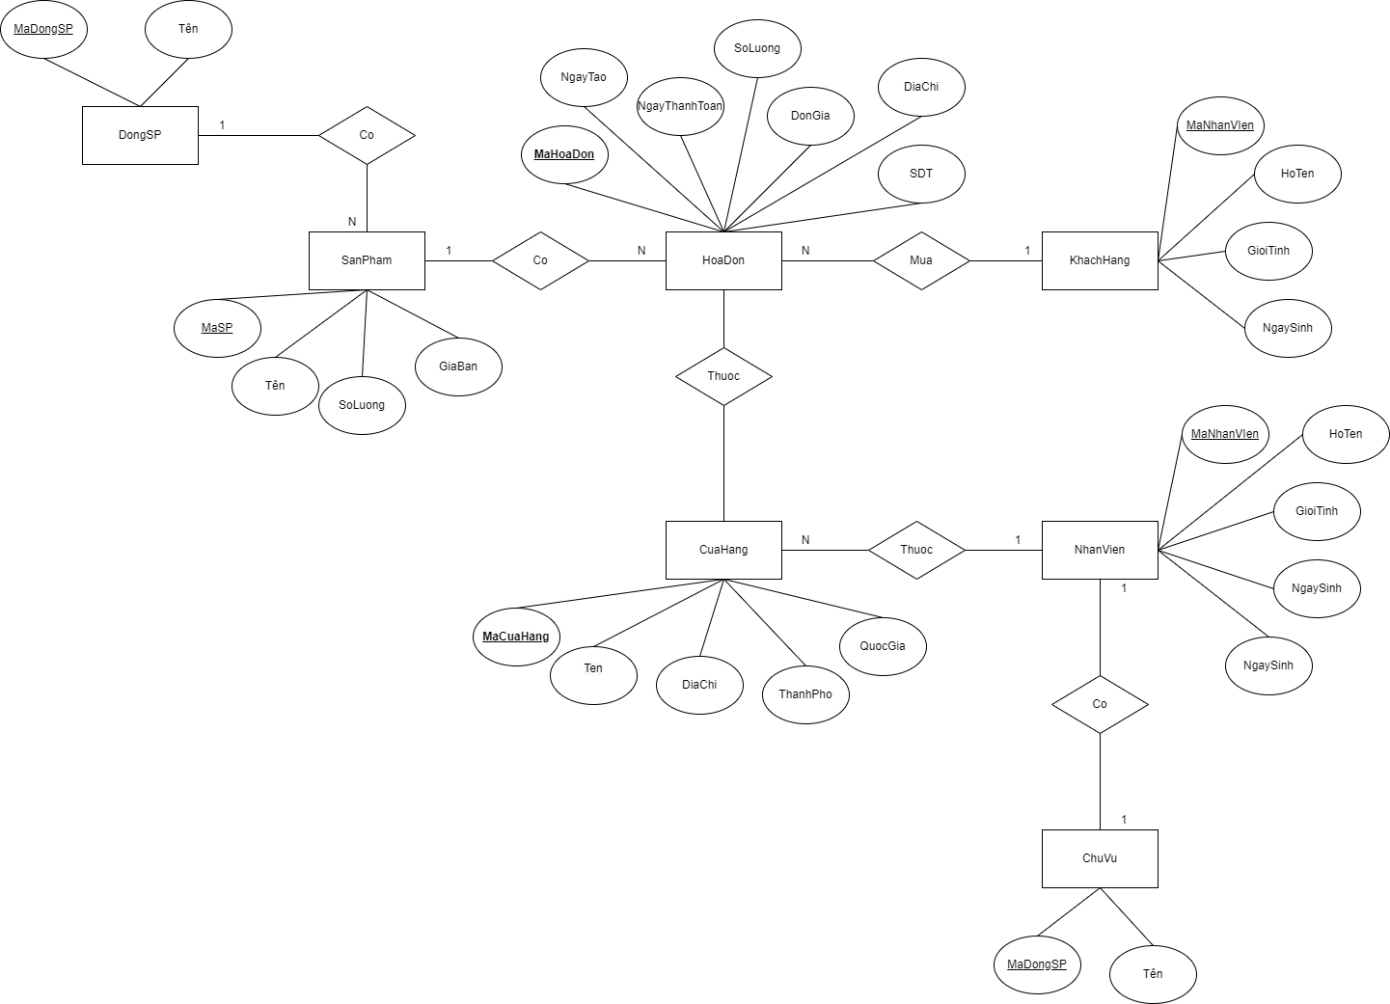 MaDongSP
Tên
DongSP
1
Co
N
SanPham
MaSP
Tên
SoLuong
GiaBan
1
Co
N
NgayTao
NgayThanhToan
SoLuong
DonGia
DiaChi
MaHoaDon
SDT
HoaDon
N
Mua
1
KhachHang
MaNhanVIen
HoTen
GioiTinh
NgaySinh
Thuoc
CuaHang
MaCuaHang
Ten
DiaChi
ThanhPho
QuocGia
N
Thuoc
1
NhanVien
MaNhanVIen
HoTen
GioiTinh
NgaySinh
NgaySinh
1
Co
1
ChuVu
MaDongSP
Tên